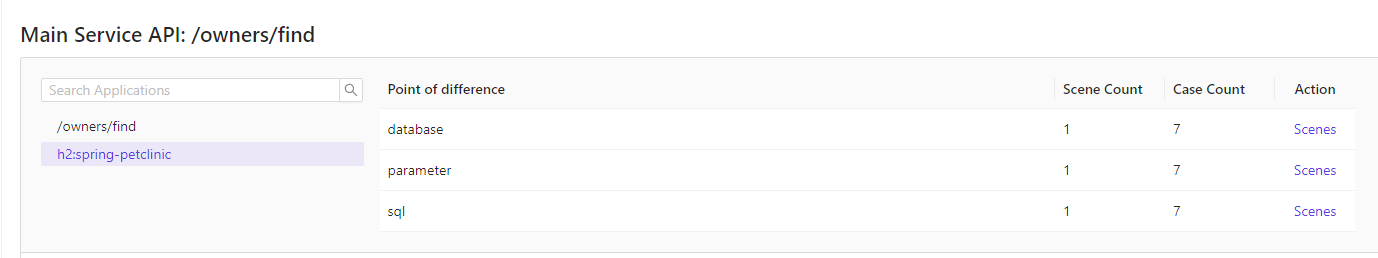 Main Service API: /owners/find
Search Applications
/owners/find
h2:spring-petclinic
Point of difference Scene Count Case Count Action
database 1 7 Scenes
parameter 1 7 Scenes
sql 1 7 Scenes